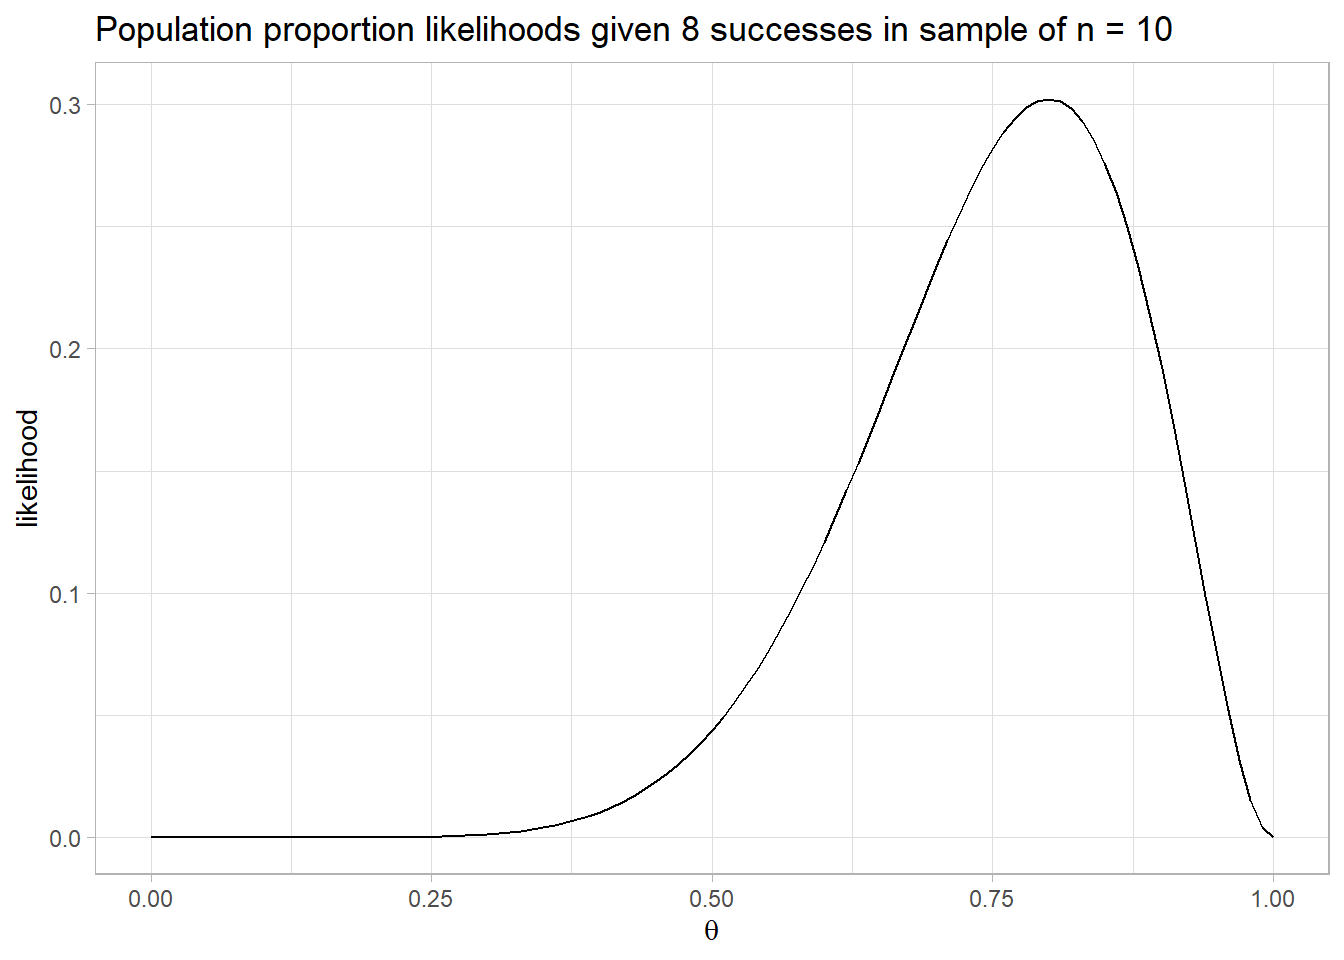 Population proportion likelihoods given 8 successes in sample of n = 10
0.3
0.2
0.1
0.0
likelihood
0.00 0.25 0.50 0.75 1.00
θ